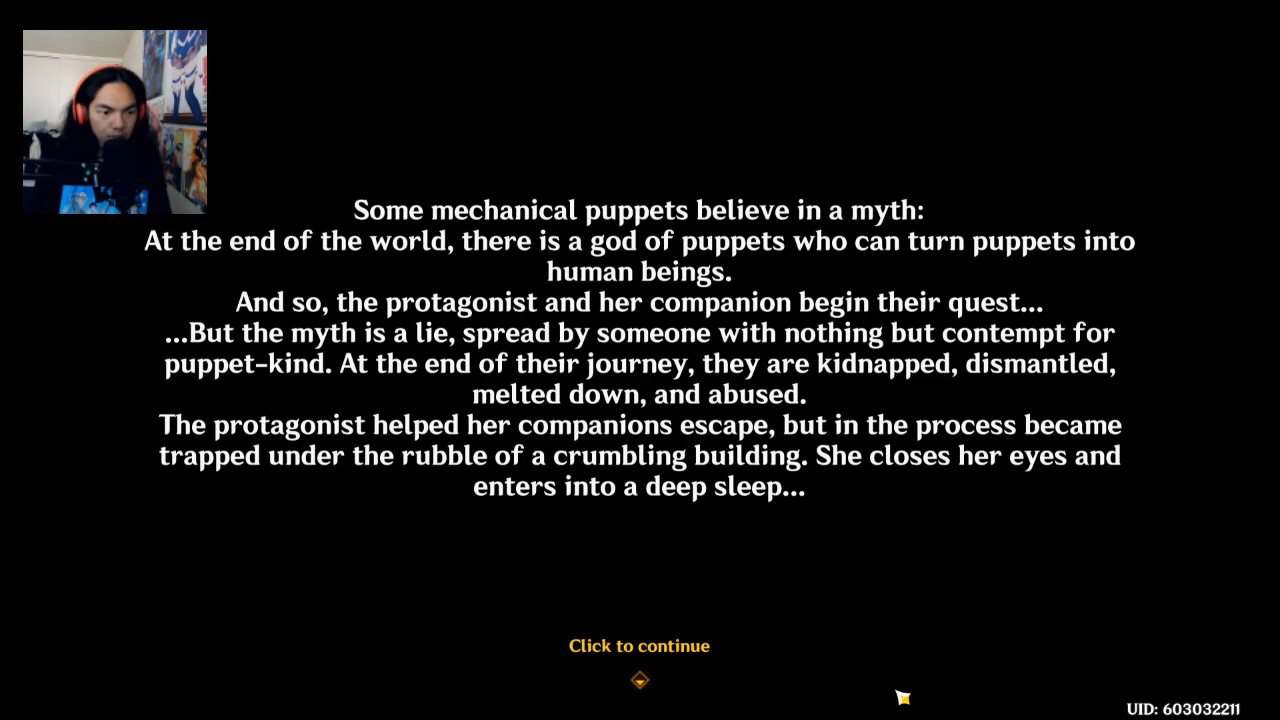 Some mechanical puppets believe in a myth:
At the end of the world, there is a god of puppets who can turn puppets into
human beings.
And so, the protagonist and her companion begin their quest...
...But the myth is a lie, spread by someone with nothing but contempt for
puppet-kind. At the end of their journey, they are kidnapped, dismantled,
melted down, and abused.
The protagonist helped her companions escape, but in the process became
trapped under the rubble of a crumbling building. She closes her eyes and
enters into a deep sleep...
Click to continue
UID: 603032211